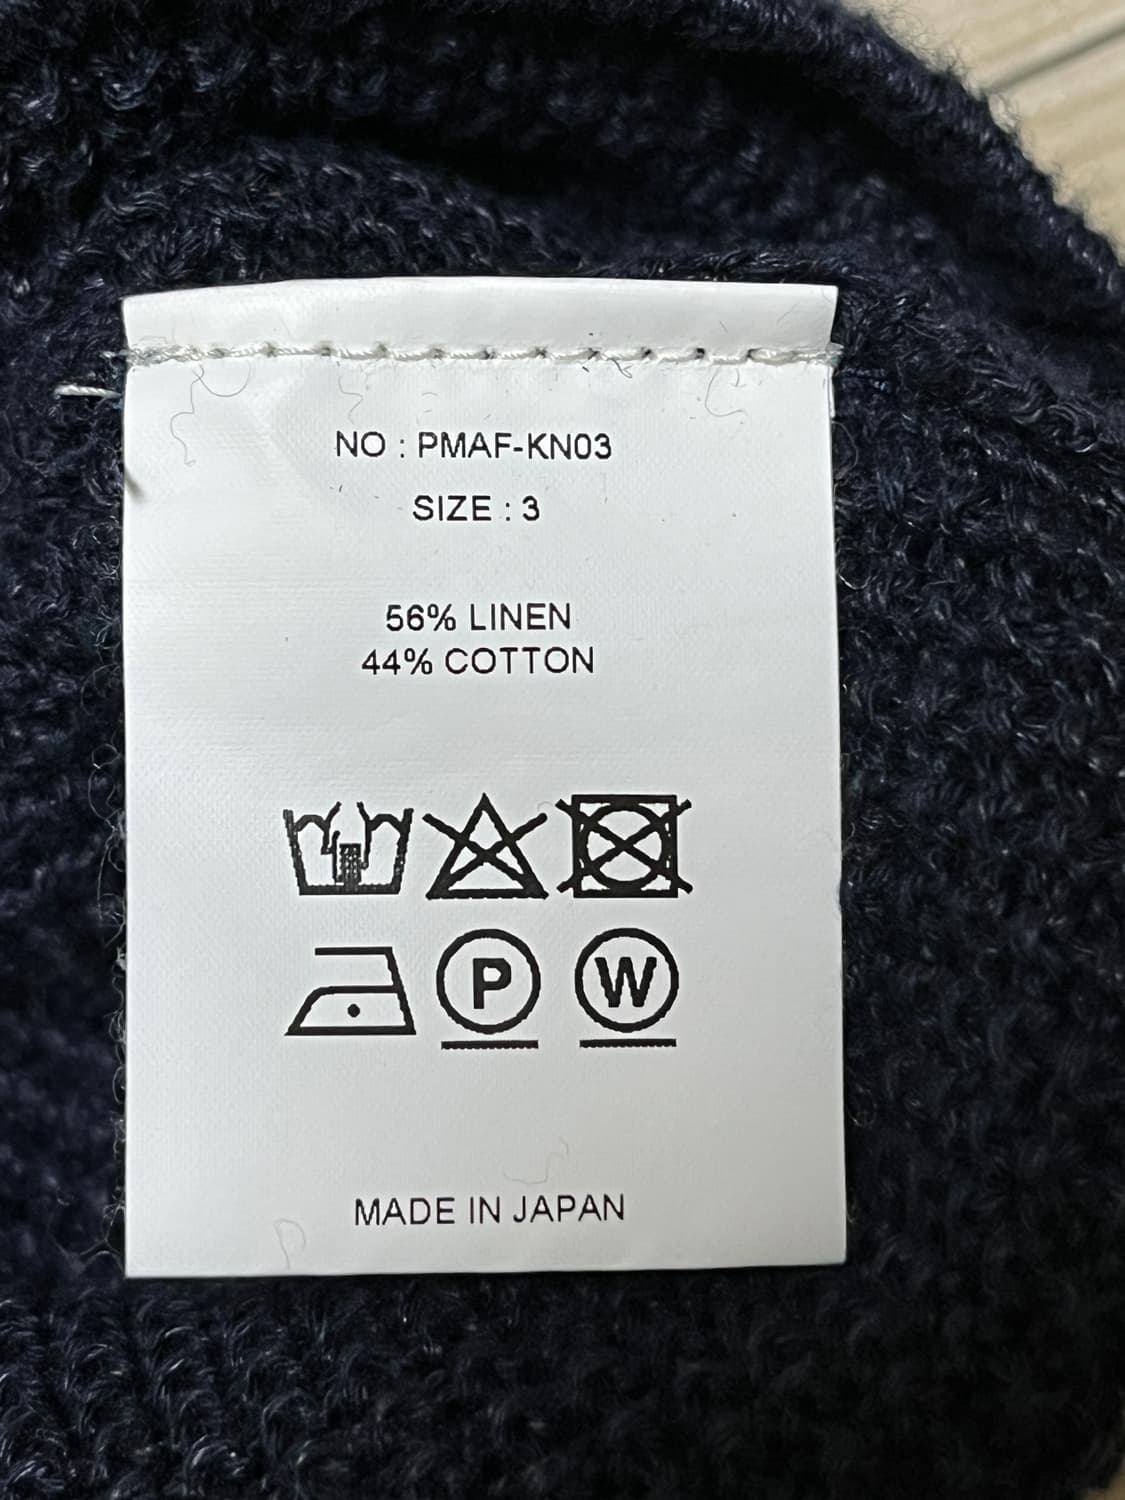 NO : PMAF-KN03
SIZE : 3
56% LINEN
44% COTTON
P W
MADE IN JAPAN